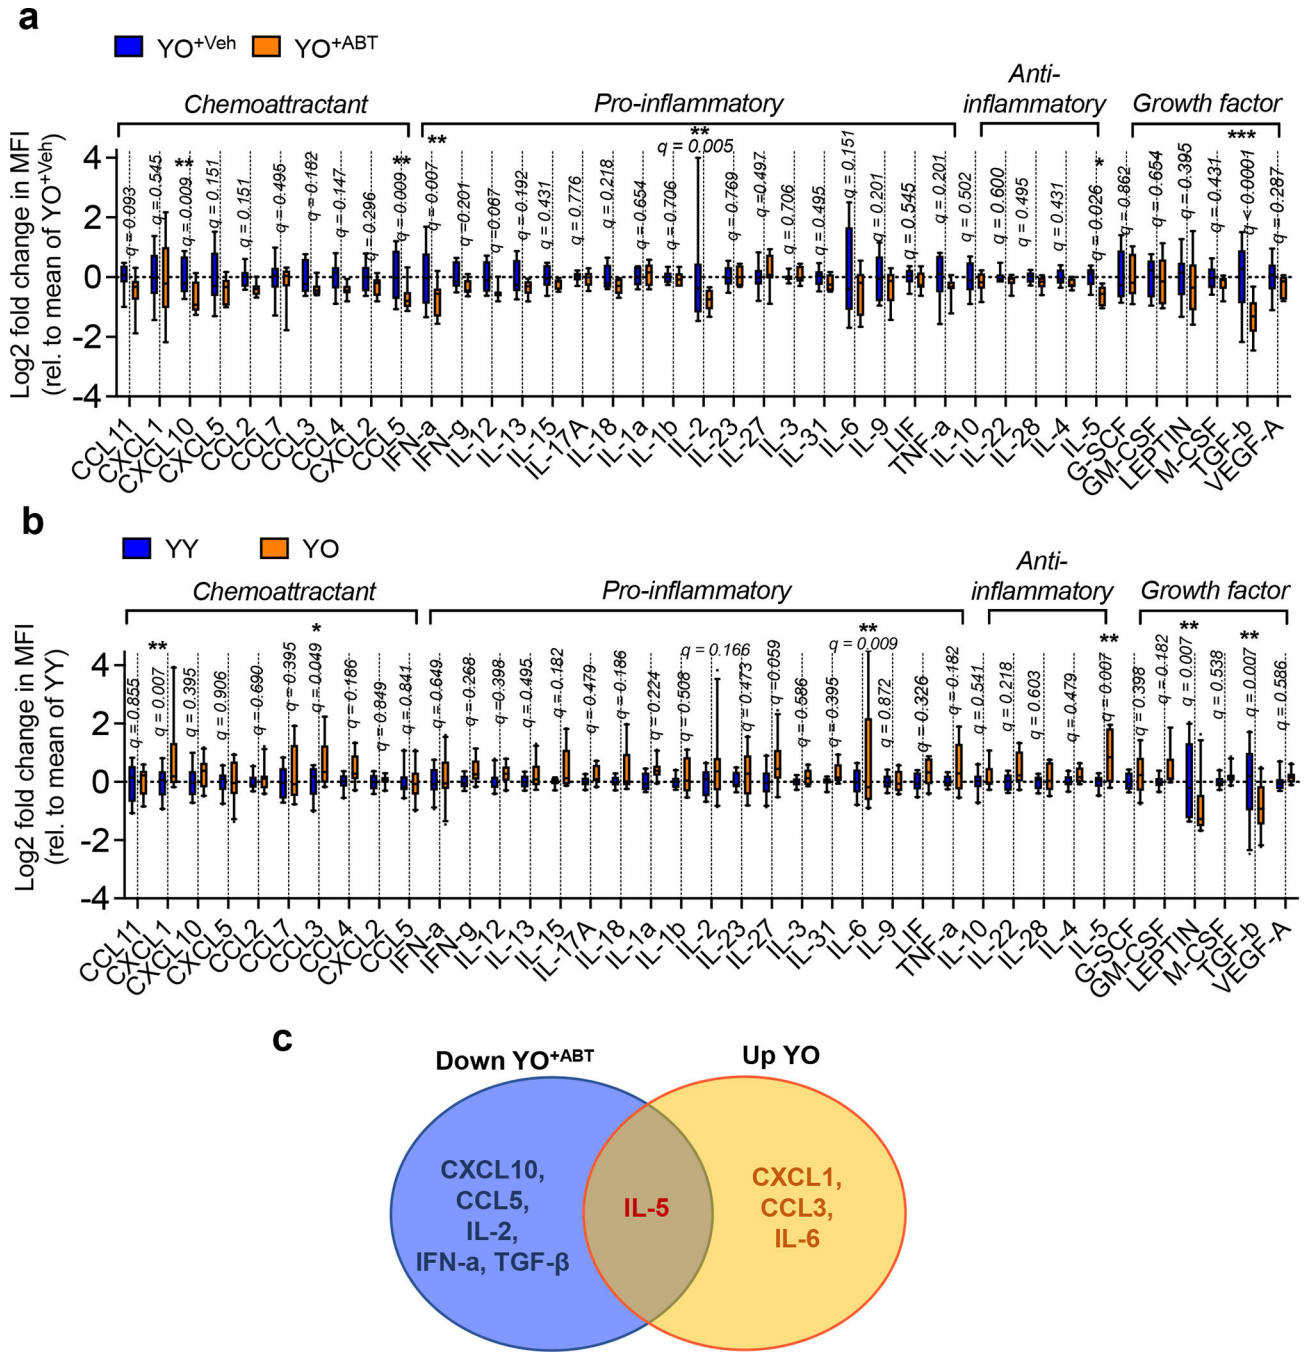 a
YO+Veh YO+ABT
Chemoattractant Pro-inflammatory Anti-inflammatory Growth factor
Log2 fold change in MFI
(rel. to mean of YO+Veh)
4
2
0
-2
-4
q = 0.093
q = 0.545
** q = 0.009
q = 0.151
q = 0.151
q = 0.495
q = 0.182
q = 0.147
q = 0.296
** q = 0.009
** q = 0.007
q = 0.201
q = 0.067
q = 0.192
q = 0.431
q = 0.776
q = 0.218
q = 0.654
q = 0.706
** q = 0.005
q = 0.769
q = 0.497
q = 0.706
q = 0.495
q = 0.151
q = 0.201
q = 0.545
q = 0.201
q = 0.502
q = 0.600
q = 0.495
q = 0.431
* q = 0.026
q = 0.862
q = 0.654
q = 0.395
q = 0.431
*** q < 0.0001
q = 0.287
CCL11 CXCL1 CXCL10 CXCL5 CCL2 CCL7 CCL3 CCL4 CXCL2 CCL5 IFN-a IFN-g IL-12 IL-13 IL-15 IL-17A IL-18 IL-1a IL-1b IL-2 IL-23 IL-27 IL-3 IL-31 IL-6 IL-9 LIF TNF-a IL-10 IL-22 IL-28 IL-4 IL-5 G-SCF GM-CSF LEPTIN M-CSF TGF-b VEGF-A
b
YY YO
Chemoattractant Pro-inflammatory Anti-inflammatory Growth factor
Log2 fold change in MFI
(rel. to mean of YY)
4
2
0
-2
-4
q = 0.855
** q = 0.007
q = 0.395
q = 0.906
q = 0.690
q = 0.395
* q = 0.049
q = 0.186
q = 0.849
q = 0.841
q = 0.649
q = 0.268
q = 0.398
q = 0.495
q = 0.182
q = 0.479
q = 0.186
q = 0.224
q = 0.508
q = 0.166
q = 0.473
q = 0.059
q = 0.586
q = 0.395
** q = 0.009
q = 0.872
q = 0.326
q = 0.182
q = 0.541
q = 0.218
q = 0.603
q = 0.479
** q = 0.007
q = 0.398
q = 0.182
** q = 0.007
q = 0.538
** q = 0.007
q = 0.586
CCL11 CXCL1 CXCL10 CXCL5 CCL2 CCL7 CCL3 CCL4 CXCL2 CCL5 IFN-a IFN-g IL-12 IL-13 IL-15 IL-17A IL-18 IL-1a IL-1b IL-2 IL-23 IL-27 IL-3 IL-31 IL-6 IL-9 LIF TNF-a IL-10 IL-22 IL-28 IL-4 IL-5 G-SCF GM-CSF LEPTIN M-CSF TGF-b VEGF-A
c
Down YO+ABT Up YO
CXCL10,
CCL5,
IL-2,
IFN-a, TGF-β
IL-5
CXCL1,
CCL3,
IL-6